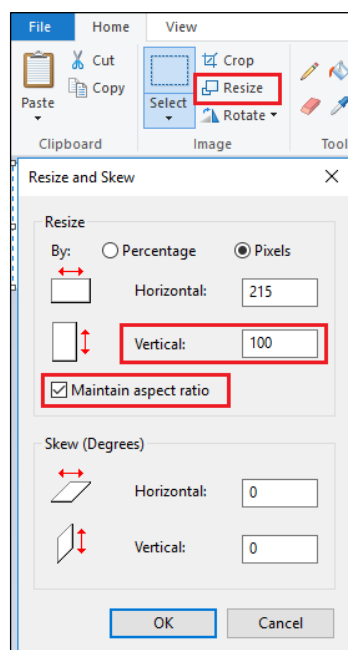 File Home View
Cut
Copy
Paste
Clipboard
Select
Crop
Resize
Rotate
Image
Tool
Resize and Skew
Resize
By: Percentage Pixels
Horizontal: 215
Vertical: 100
Maintain aspect ratio
Skew (Degrees)
Horizontal: 0
Vertical: 0
OK Cancel